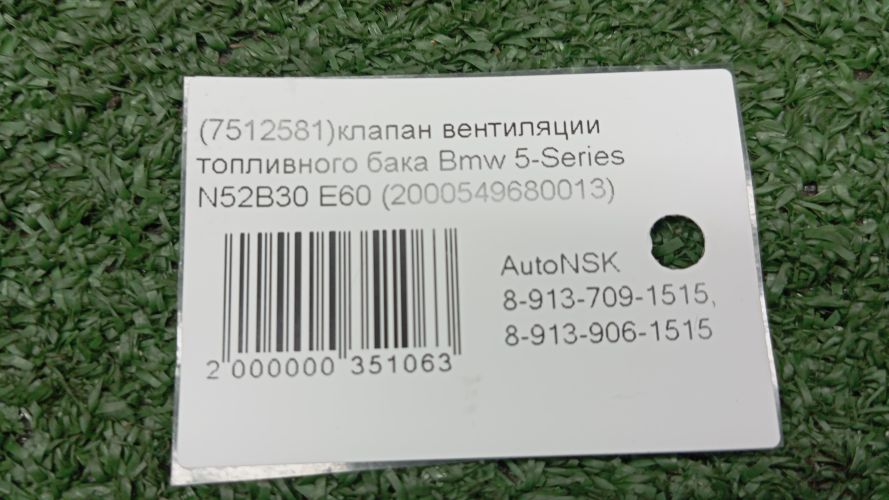 (7512581)клапан вентиляции
топливного бака Bmw 5-Series
N52B30 E60 (2000549680013)
AutoNSK
8-913-709-1515,
8-913-906-1515
2 000000 351063